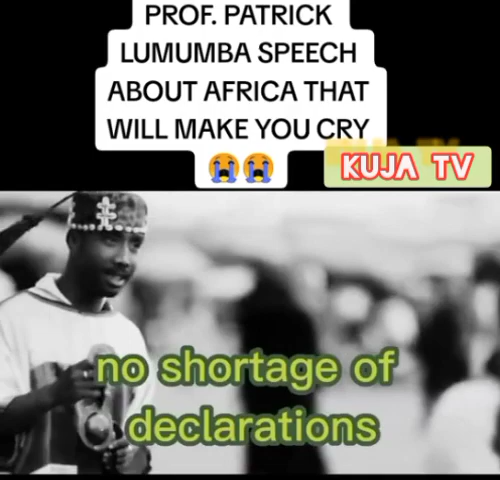 PROF. PATRICK
LUMUMBA SPEECH
ABOUT AFRICA THAT
WILL MAKE YOU CRY
😭😭
KUJA TV
no shortage of
declarations